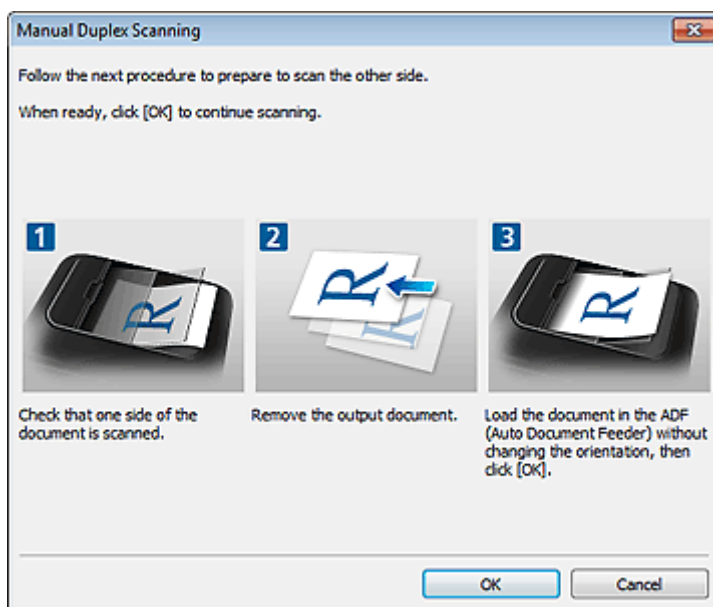 Manual Duplex Scanning
Follow the next procedure to prepare to scan the other side.
When ready, click [OK] to continue scanning.
1
2
3
R
R
R
R
Check that one side of the
document is scanned.
Remove the output document.
Load the document in the ADF
(Auto Document Feeder) without
changing the orientation, then
click [OK].
OK
Cancel